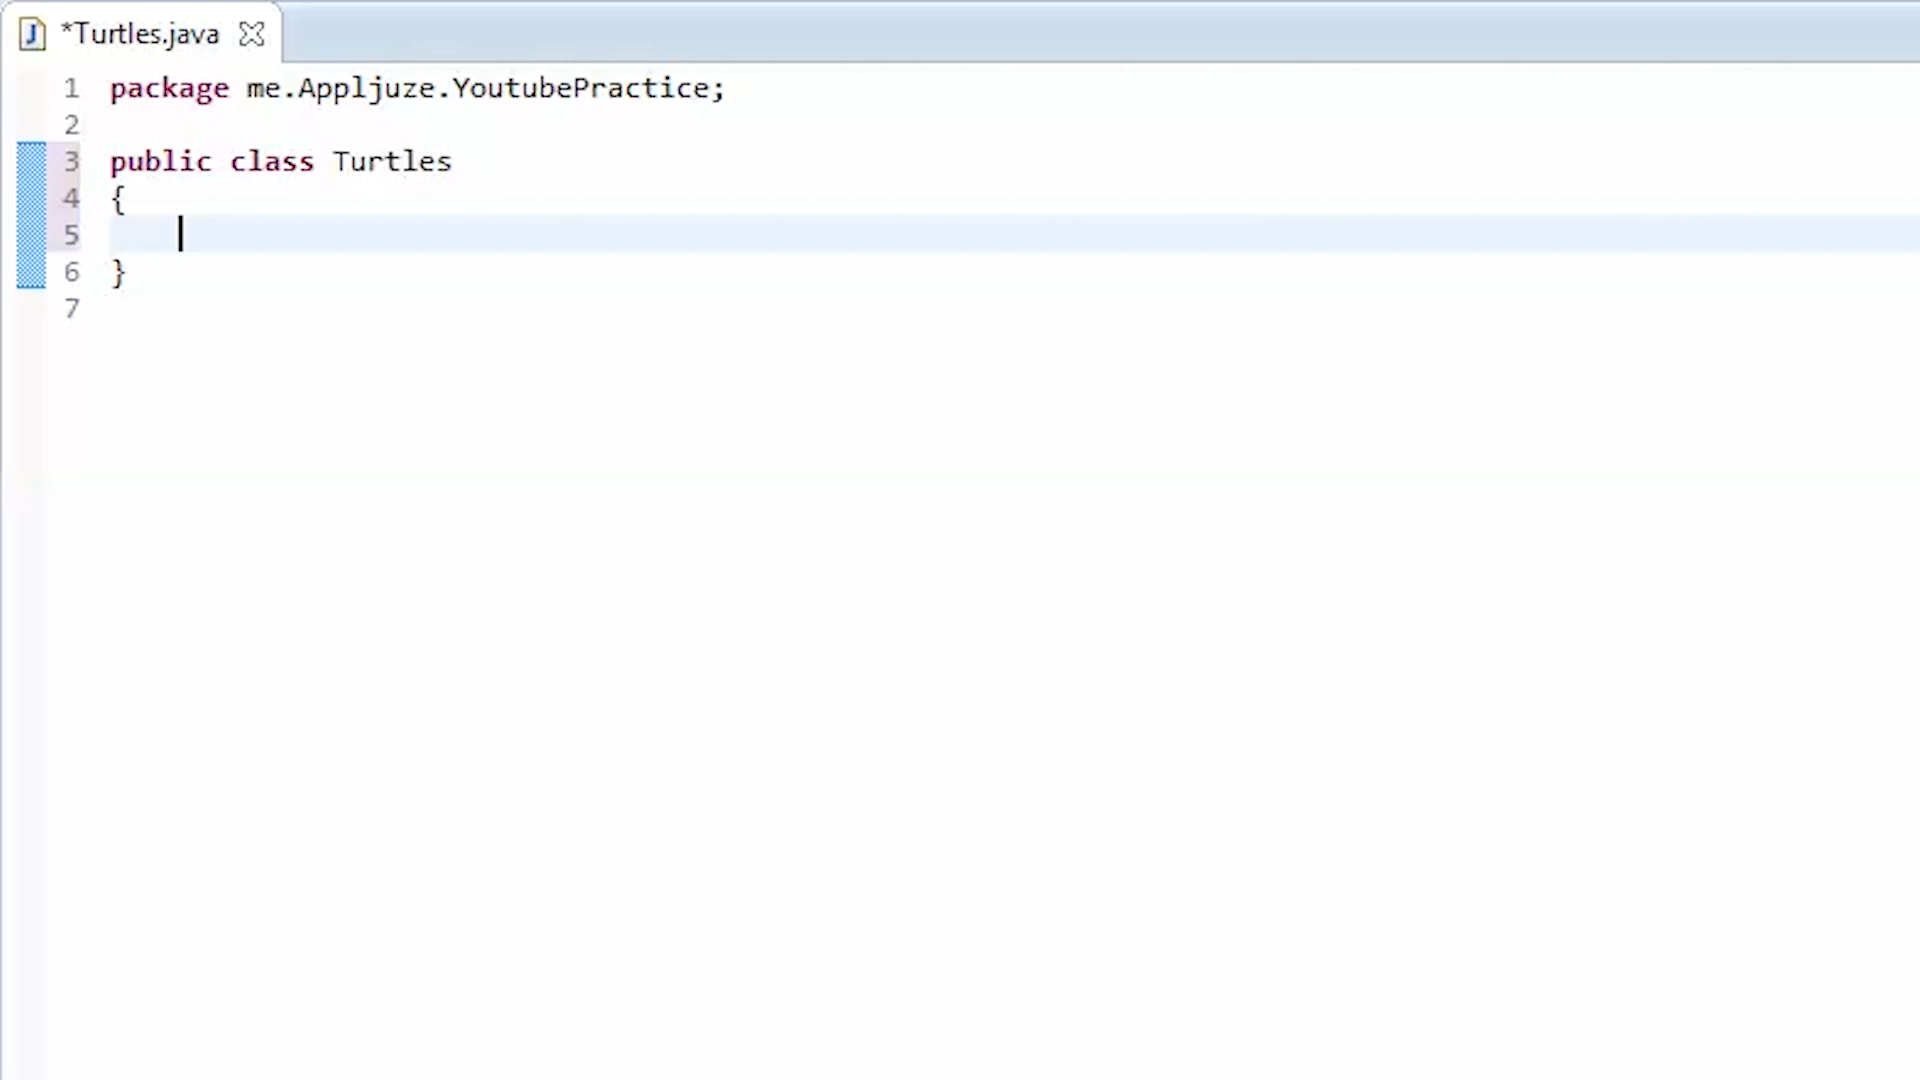 *Turtles.java
1 package me.Appljuze.YoutubePractice;
2
3 public class Turtles
4 {
5
6 }
7